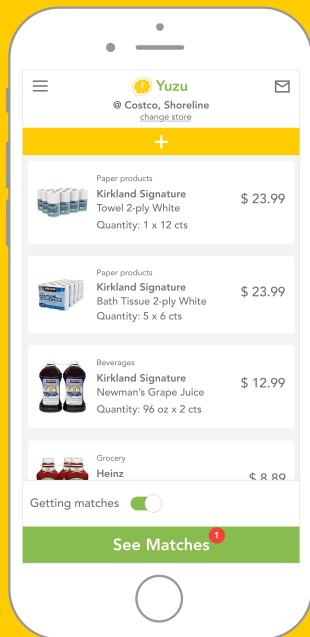 Yuzu
@ Costco, Shoreline
change store
+
Paper products
Kirkland Signature
Towel 2-ply White
Quantity: 1 x 12 cts
$ 23.99
Paper products
Kirkland Signature
Bath Tissue 2-ply White
Quantity: 5 x 6 cts
$ 23.99
Beverages
Kirkland Signature
Newman's Grape Juice
Quantity: 96 oz x 2 cts
$ 12.99
Grocery
Heinz
$ 8.89
Getting matches
See Matches
1